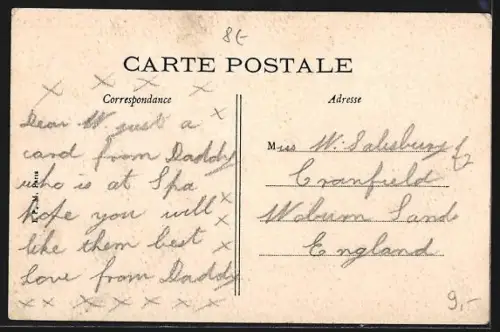 8-
CARTE POSTALE
x x x x
Correspondance
Dear W. just a x
card from Daddy
who is at Spa x
hope you will x
like them best x
Love from Daddy
x x x x x x x
Adresse
Miss W. Salisbury
Cranfield
Woburn Sands
England
E. P. M. Paris
9,-